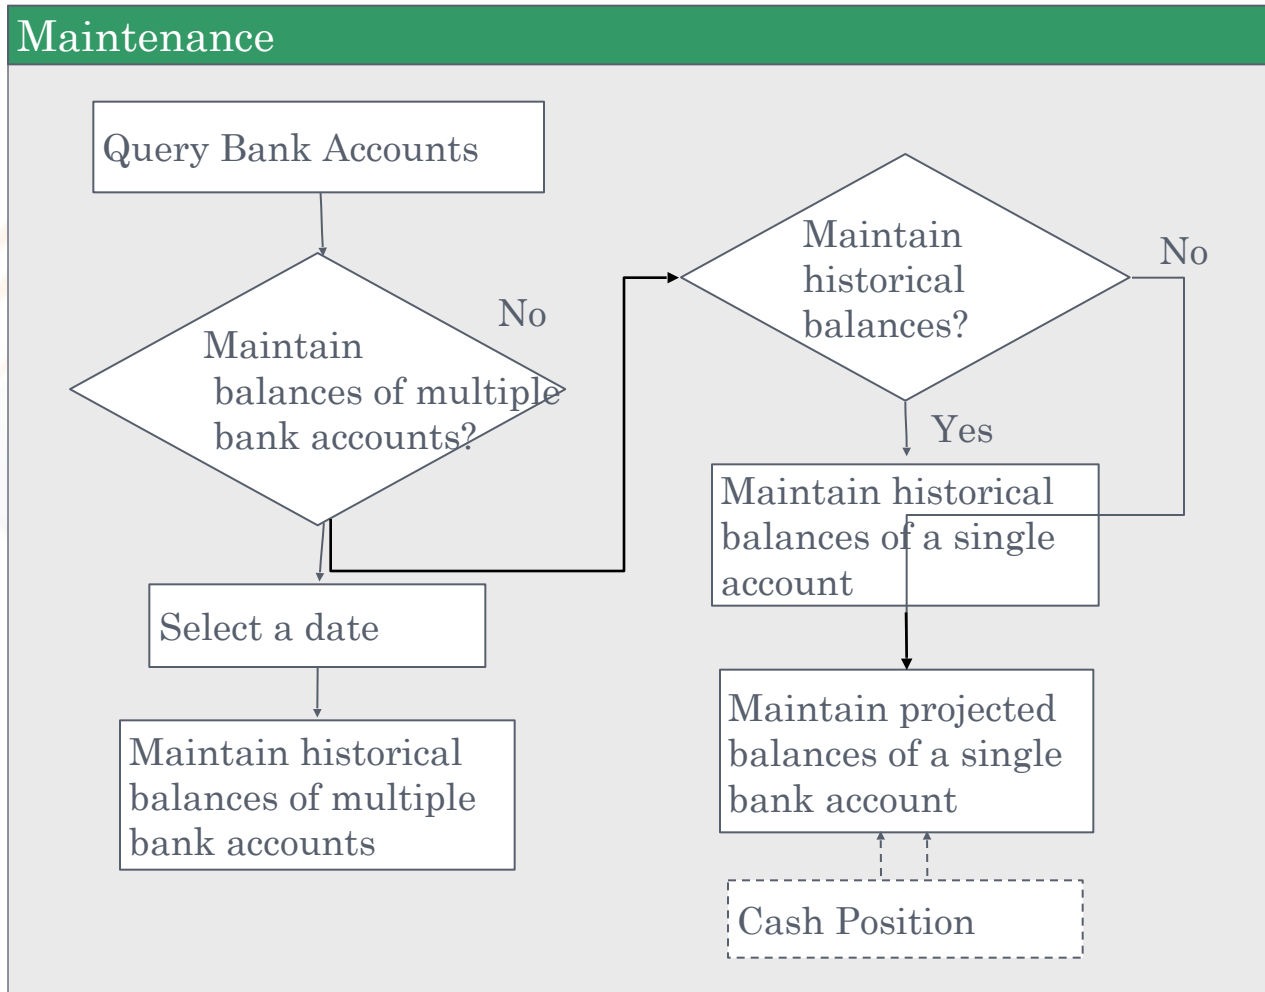 Maintenance
Query Bank Accounts
No
Maintain
balances of multiple
bank accounts?
Select a date
Maintain historical
balances of multiple
bank accounts
Maintain
historical
balances?
No
Yes
Maintain historical
balances of a single
account
Maintain projected
balances of a single
bank account
Cash Position